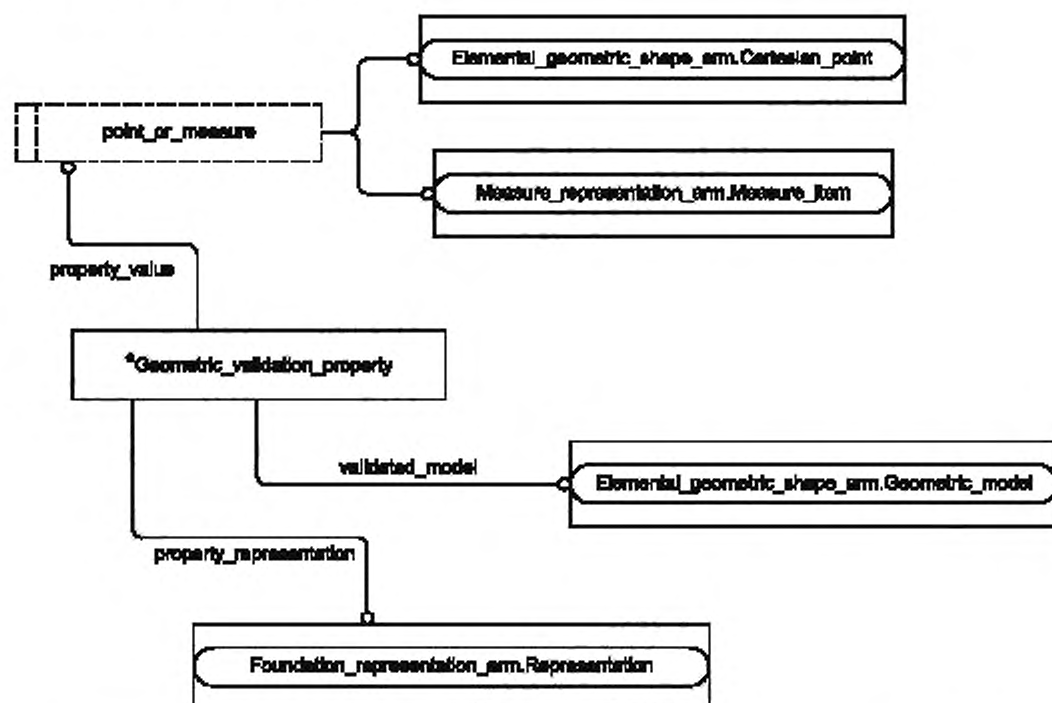 Elemental_geometric_shape_arm.Cartesian_point
point_or_measure
Measure_representation_arm.Measure_item
property_value
*Geometric_validation_property
validated_model
Elemental_geometric_shape_arm.Geometric_model
property_representation
Foundation_representation_arm.Representation